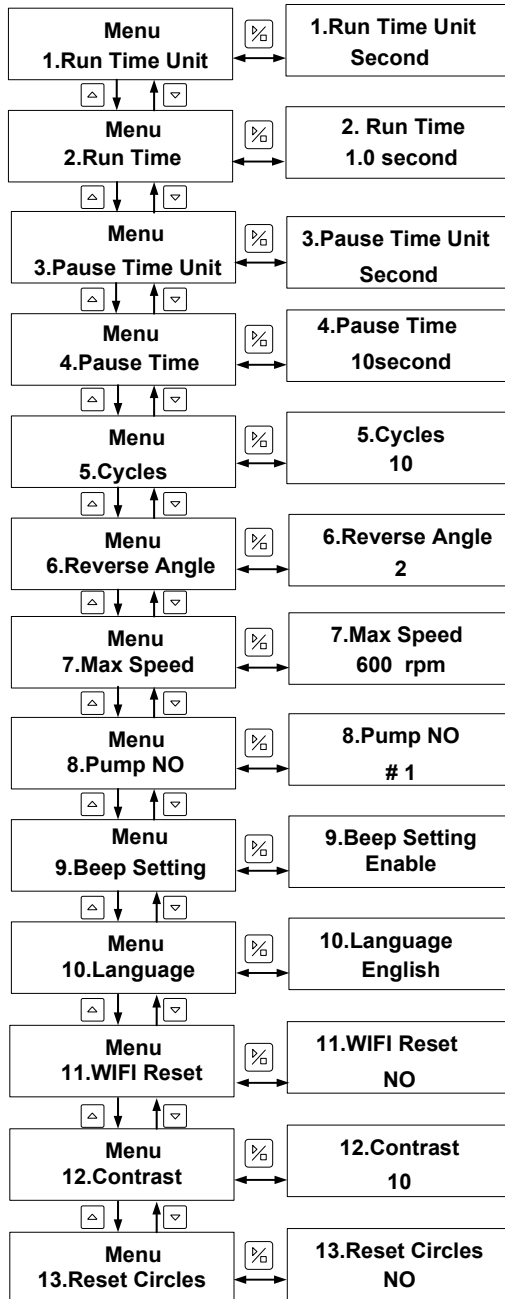 Menu
1.Run Time Unit
1.Run Time Unit
Second
Menu
2.Run Time
2. Run Time
1.0 second
Menu
3.Pause Time Unit
3.Pause Time Unit
Second
Menu
4.Pause Time
4.Pause Time
10second
Menu
5.Cycles
5.Cycles
10
Menu
6.Reverse Angle
6.Reverse Angle
2
Menu
7.Max Speed
7.Max Speed
600 rpm
Menu
8.Pump NO
8.Pump NO
# 1
Menu
9.Beep Setting
9.Beep Setting
Enable
Menu
10.Language
10.Language
English
Menu
11.WIFI Reset
11.WIFI Reset
NO
Menu
12.Contrast
12.Contrast
10
Menu
13.Reset Circles
13.Reset Circles
NO